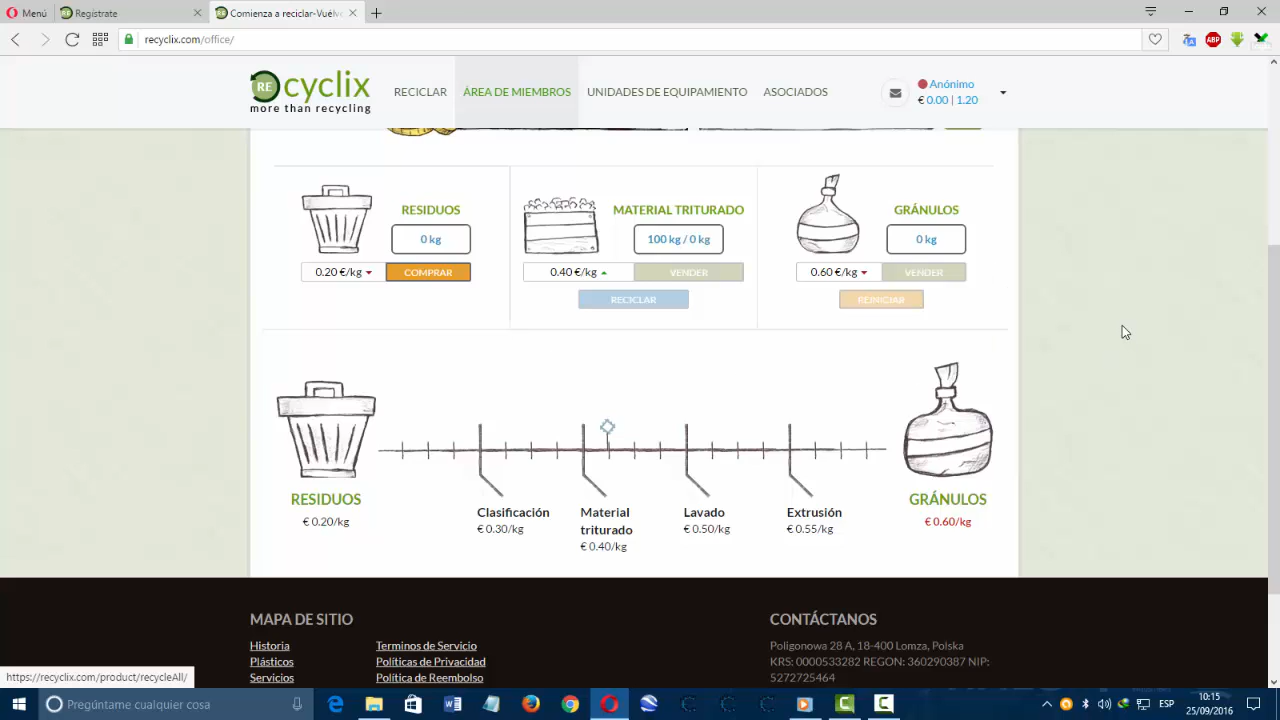 Menú
Regístrate
Comienza a reciclar-Vuelv
recyclix.com/office/
ABP
RE cyclix
more than recycling
RECICLAR
ÁREA DE MIEMBROS
UNIDADES DE EQUIPAMIENTO
ASOCIADOS
Anónimo
€ 0.00 | 1.20
RESIDUOS
0 kg
0.20 €/kg
COMPRAR
MATERIAL TRITURADO
100 kg / 0 kg
0.40 €/kg
VENDER
RECICLAR
GRÁNULOS
0 kg
0.60 €/kg
VENDER
REINICIAR
RESIDUOS
€ 0.20/kg
Clasificación
€ 0.30/kg
Material
triturado
€ 0.40/kg
Lavado
€ 0.50/kg
Extrusión
€ 0.55/kg
GRÁNULOS
€ 0.60/kg
MAPA DE SITIO
Historia
Plásticos
Servicios
Terminos de Servicio
Políticas de Privacidad
Política de Reembolso
CONTÁCTANOS
Poligonowa 28 A, 18-400 Lomza, Polska
KRS: 0000533282 REGON: 360290387 NIP:
5272725464
https://recyclix.com/product/recycleAll/
Pregúntame cualquier cosa
ESP
10:15
25/09/2016